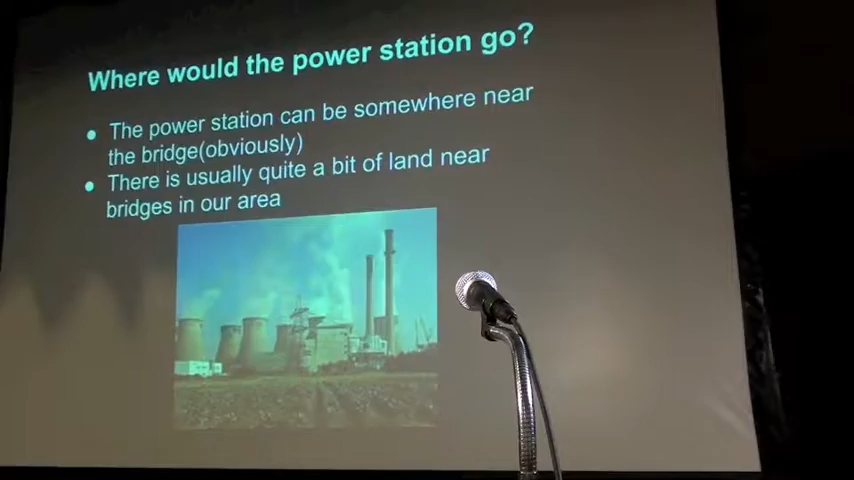 Where would the power station go?
● The power station can be somewhere near
the bridge(obviously)
● There is usually quite a bit of land near
bridges in our area